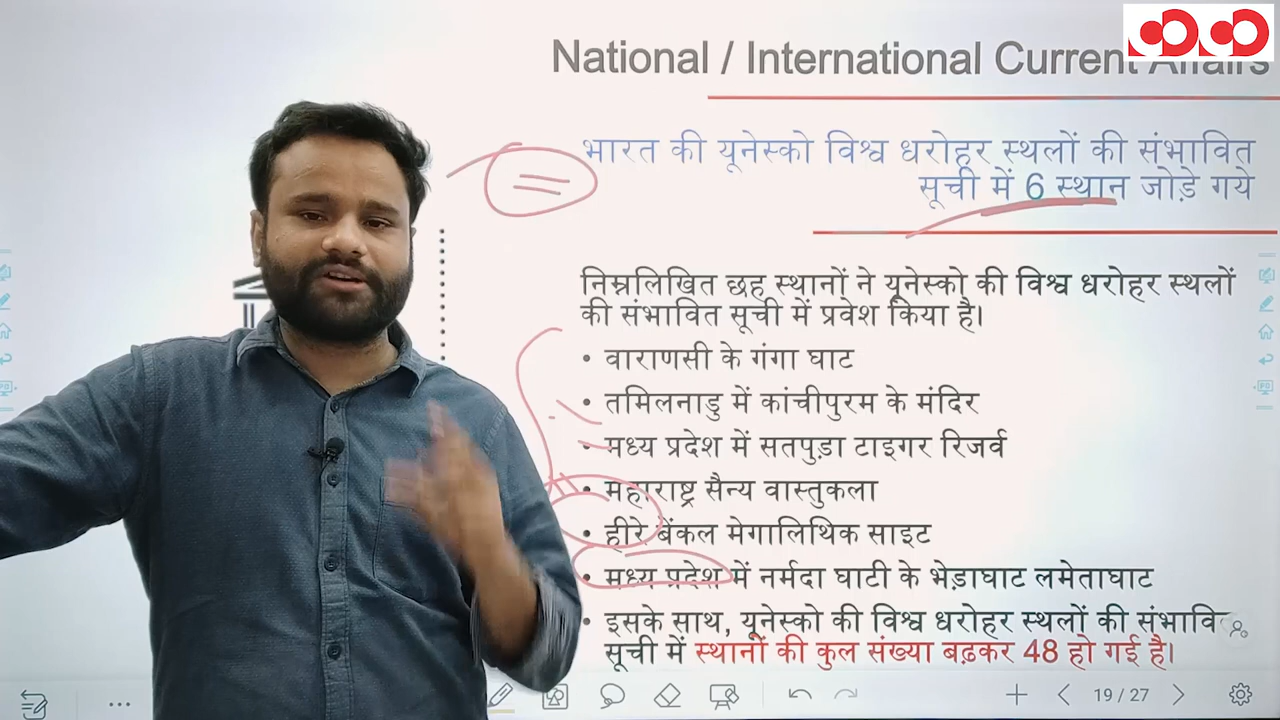 National / International Current Affairs
भारत की यूनेस्को विश्व धरोहर स्थलों की संभावित
सूची में 6 स्थान जोड़े गये
निम्नलिखित छह स्थानों ने यूनेस्को की विश्व धरोहर स्थलों
की संभावित सूची में प्रवेश किया है।
• वाराणसी के गंगा घाट
• तमिलनाडु में कांचीपुरम के मंदिर
• मध्य प्रदेश में सतपुड़ा टाइगर रिजर्व
• महाराष्ट्र सैन्य वास्तुकला
• हीरे बेंकल मेगालिथिक साइट
• मध्य प्रदेश में नर्मदा घाटी के भेड़ाघाट लमेताघाट
• इसके साथ, यूनेस्को की विश्व धरोहर स्थलों की संभावि
सूची में स्थानों की कुल संख्या बढ़कर 48 हो गई है।
19 / 27